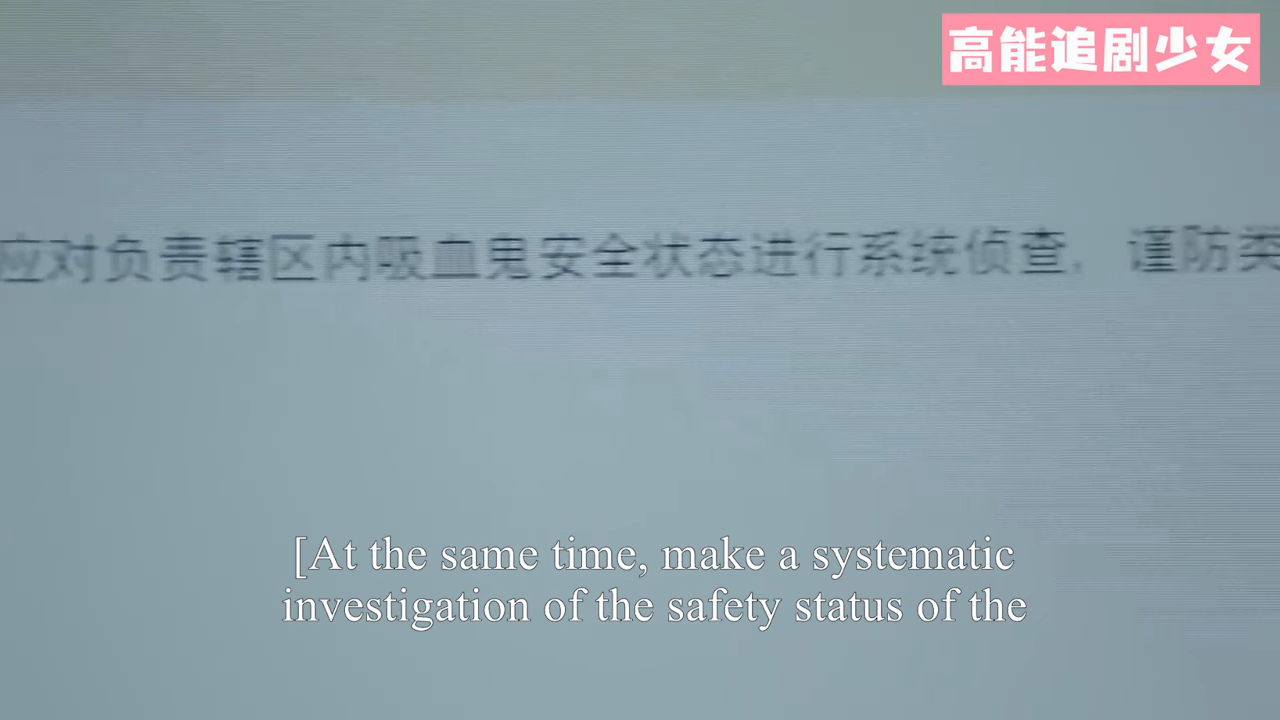 高能追剧少女
应对负责辖区内吸血鬼安全状态进行系统侦查，谨防类
[At the same time, make a systematic
investigation of the safety status of the